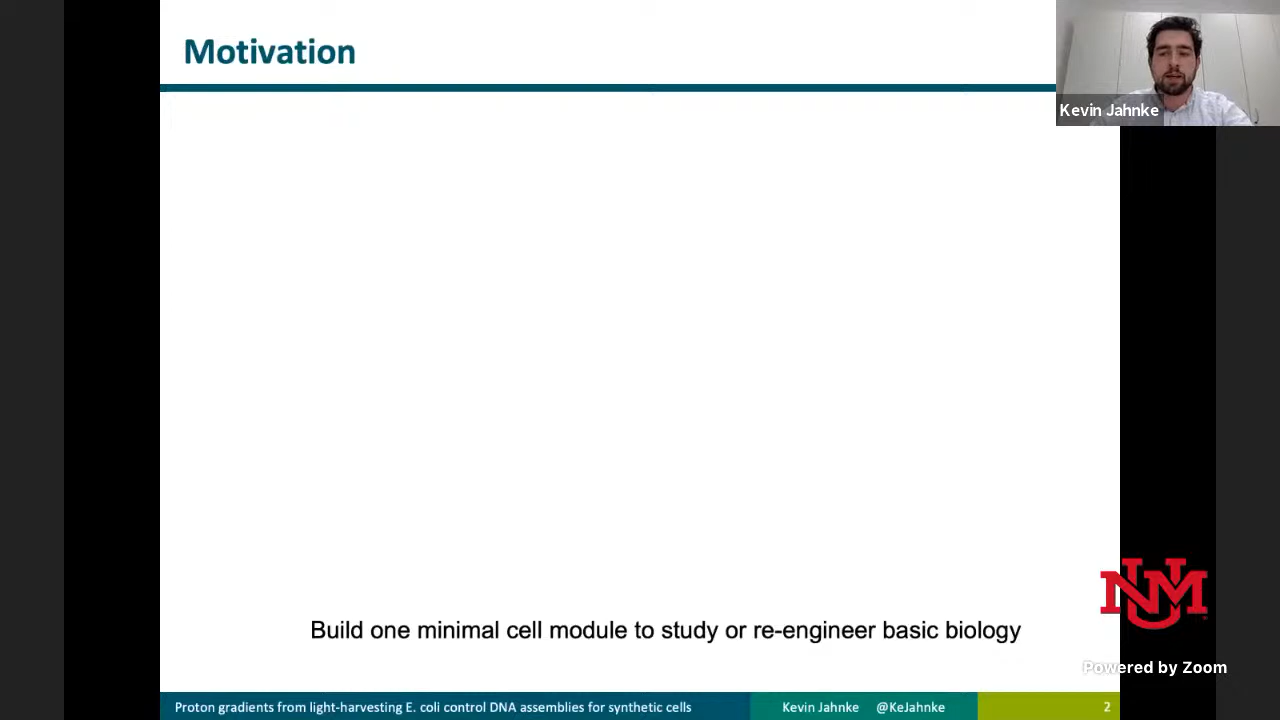 Motivation
Kevin Jahnke
Build one minimal cell module to study or re-engineer basic biology
UNM
Powered by Zoom
Proton gradients from light-harvesting E. coli control DNA assemblies for synthetic cells
Kevin Jahnke @KeJahnke
2